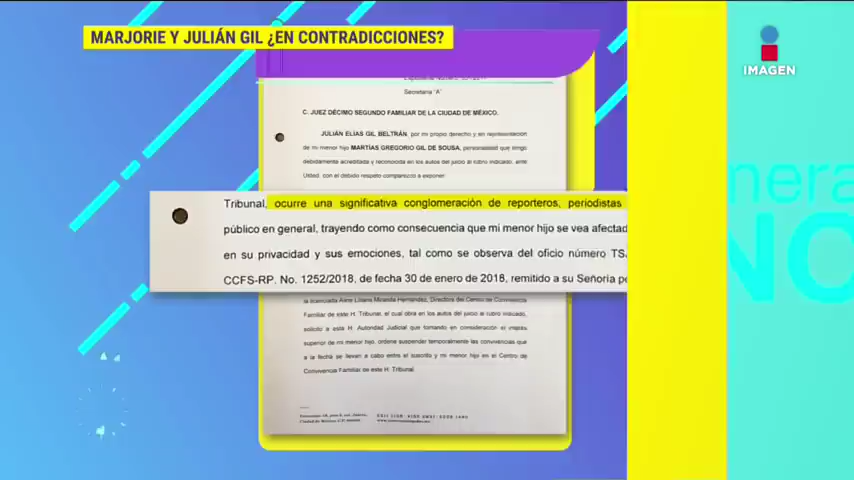 MARJORIE Y JULIÁN GIL ¿EN CONTRADICCIONES?
IMAGEN
Secretaría "A"
C. JUEZ DÉCIMO SEGUNDO FAMILIAR DE LA CIUDAD DE MÉXICO.
JULIÁN ELÍAS GIL BELTRÁN, por mi propio derecho y en representación
de mi menor hijo MARTÍAS GREGORIO GIL DE SOUSA, personalidad que tengo
debidamente acreditada y reconocida en los autos del juicio al rubro indicado, ante
Usted, con el debido respeto comparezco a exponer:
Tribunal, ocurre una significativa conglomeración de reporteros, periodistas
público en general, trayendo como consecuencia que mi menor hijo se vea afectad
en su privacidad y sus emociones, tal como se observa del oficio número TS
CCFS-RP. No. 1252/2018, de fecha 30 de enero de 2018, remitido a su Señoría po
la licenciada Aline Liliana Miranda Hernández, Directora del Centro de Convivencia
Familiar de este H. Tribunal, el cual obra en los autos del juicio al rubro indicado,
solicito a esta H. Autoridad Judicial que tomando en consideración el interés
superior de mi menor hijo, ordene suspender temporalmente las convivencias que
a la fecha se llevan a cabo entre el suscrito y mi menor hijo en el Centro de
Convivencia Familiar de este H. Tribunal.
nera
NO